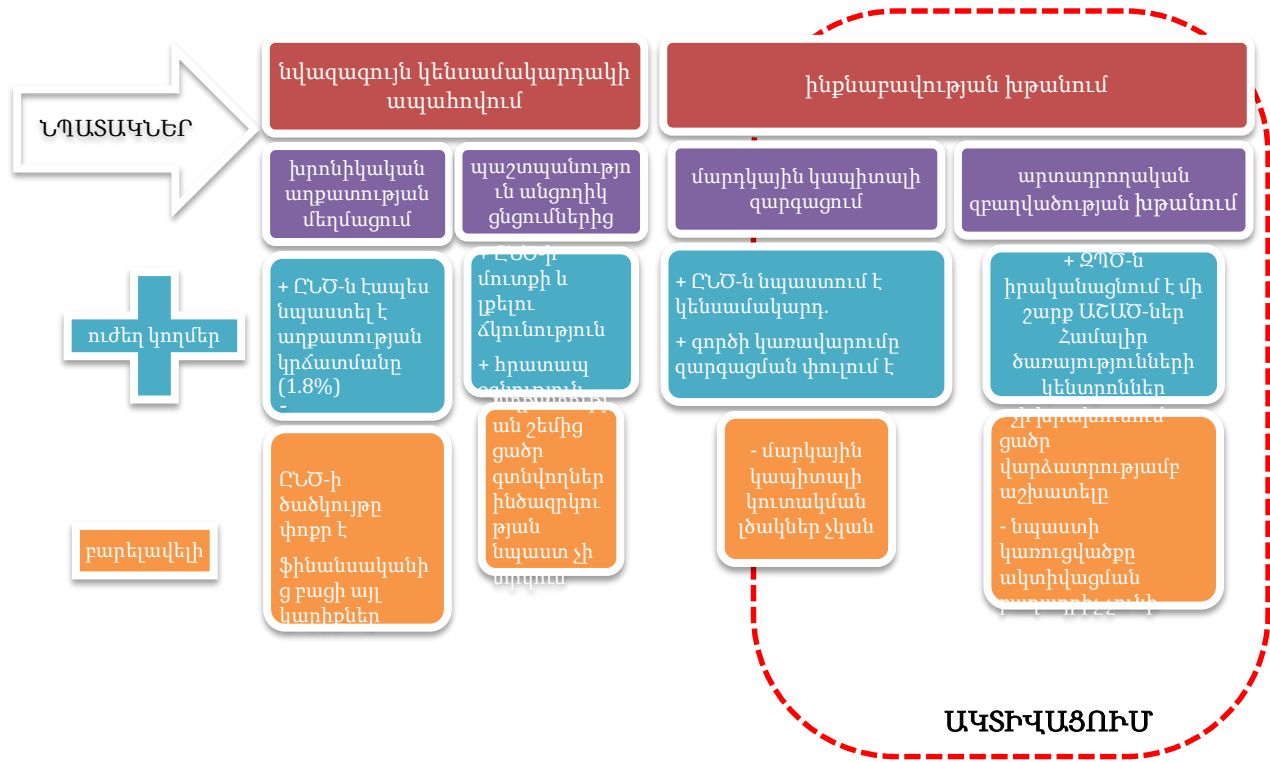 ՆՊԱՏԱԿՆԵՐ
նվազագույն կենսամակարդակի
ապահովում
ինքնաբավության խթանում
խրոնիկական
աղքատության
մեղմացում
պաշտպանությո
ւն անցողիկ
ցնցումներից
մարդկային կապիտալի
զարգացում
արտադրողական
զբաղվածության խթանում
ուժեղ կողմեր
+ ԸՆԾ-ն էապես
նպաստել է
աղքատության
կրճատմանը
(1.8%)
-
+ ԸՆԾ-ի
մուտքի և
լքելու
ճկունություն
+ հրատապ
օգնություն
+ ԸՆԾ-ն նպաստում է
կենսամակարդ.
+ գործի կառավարումը
զարգացման փուլում է
+ ԶՊԾ-ն
իրականացնում է մի
շարք ԱՇԱԾ-ներ
Համալիր
ծառայությունների
կենտրոններ
բարելավելի
ԸՆԾ-ի
ծածկույթը
փոքր է
ֆինանսականի
ց բացի այլ
կարիքներ
ան շեմից
ցածր
գտնվողներ
ինծազրկու
թյան
նպաստ չի
- մարկային
կապիտալի
կուտակման
լծակներ չկան
ցածր
վարձատրությամբ
աշխատելը
- նպաստի
կառուցվածքը
ակտիվացման
ԱԿՏԻՎԱՑՈՒՄ